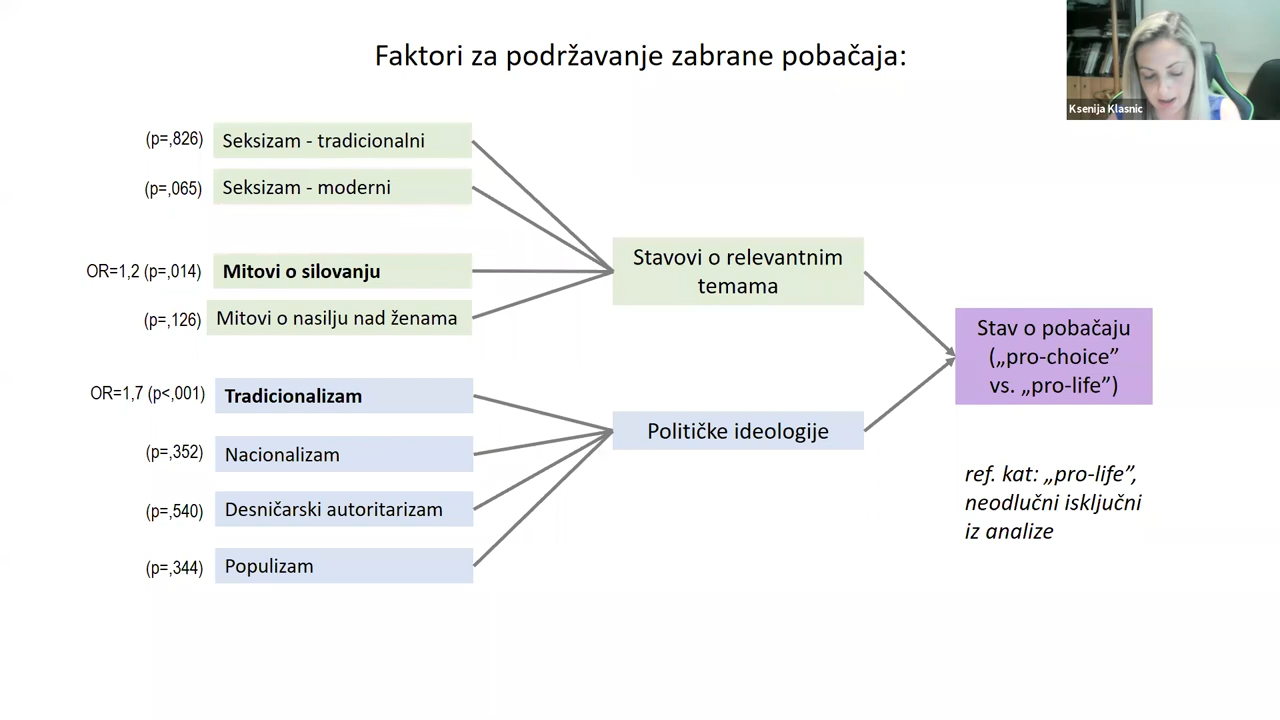 Faktori za podržavanje zabrane pobačaja:
Ksenija Klasnic
(p=,826) Seksizam - tradicionalni
(p=,065) Seksizam - moderni
OR=1,2 (p=,014) Mitovi o silovanju
(p=,126) Mitovi o nasilju nad ženama
OR=1,7 (p<,001) Tradicionalizam
(p=,352) Nacionalizam
(p=,540) Desničarski autoritarizam
(p=,344) Populizam
Stavovi o relevantnim
temama
Političke ideologije
Stav o pobačaju
(„pro-choice”
vs. „pro-life”)
ref. kat: „pro-life”,
neodlučni isključni
iz analize